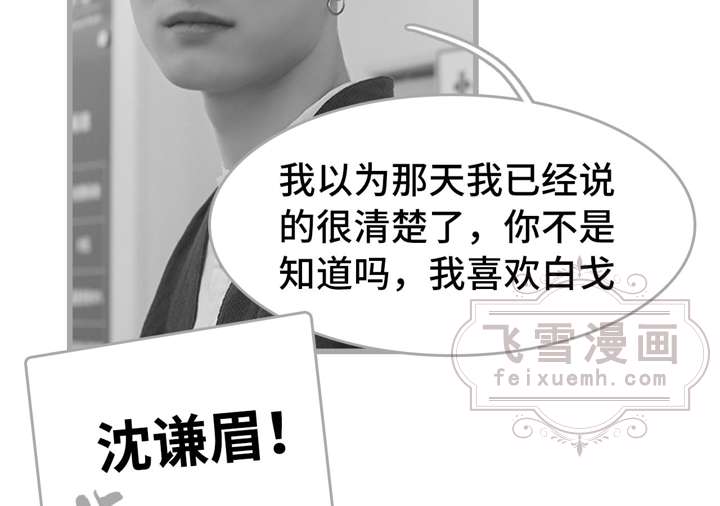 我以为那天我已经说
的很清楚了，你不是
知道吗，我喜欢白戈
飞雪漫画
feixuemh.com
沈谦眉！